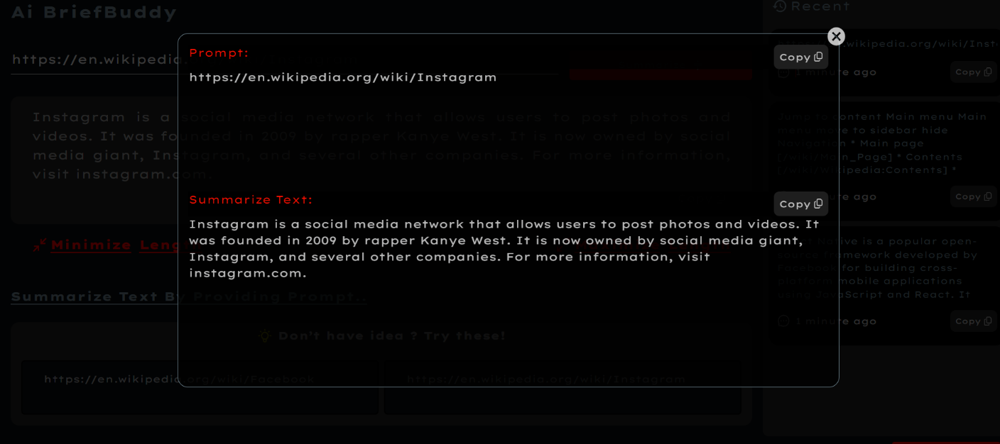 Ai BriefBuddy
Recent
https://en.wikipedia.
Prompt:
Copy
https://en.wikipedia.org/wiki/Instagram
wikipedia.org/wiki/Inst
1 minute ago
Copy
Instagram is a social media network that allows users to post photos and
videos. It was founded in 2009 by rapper Kanye West. It is now owned by social
media giant, Instagram, and several other companies. For more information,
visit instagram.com.
Jump to content Main menu Main
menu move to sidebar hide
Navigation * Main page
[/wiki/Main_Page] * Contents
[/wiki/Wikipedia:Contents] *
ute ago
Copy
Summarize Text:
Copy
Instagram is a social media network that allows users to post photos and videos. It
was founded in 2009 by rapper Kanye West. It is now owned by social media giant,
Instagram, and several other companies. For more information, visit
instagram.com.
Minimize Leng
Native is a popular open-
source framework developed by
Facebook for building cross-
platform mobile applications
using JavaScript and React. It
1 minute ago
Copy
Summarize Text By Providing Prompt..
Don't have idea ? Try these!
https://en.wikipedia.org/wiki/Facebook
https://en.wikipedia.org/wiki/Instagram